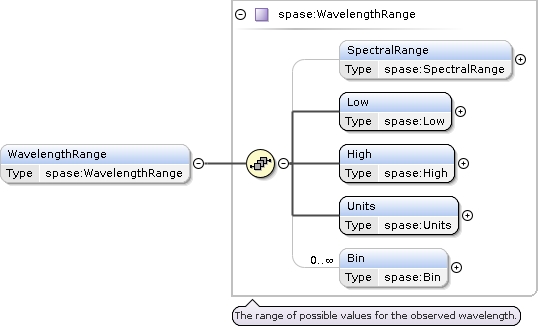 spase:WavelengthRange
SpectralRange
Type spase:SpectralRange
Low
Type spase:Low
WavelengthRange
Type spase:WavelengthRange
High
Type spase:High
Units
Type spase:Units
0..∞
Bin
Type spase:Bin
The range of possible values for the observed wavelength.